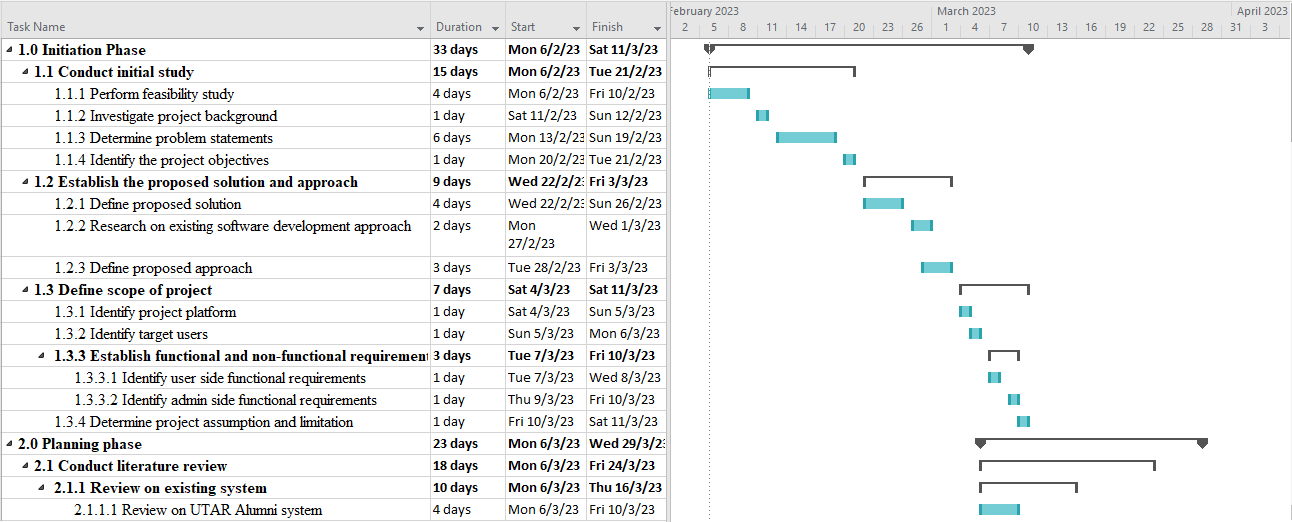 Task Name Duration Start Finish
February 2023 March 2023 April 2023
2 5 8 11 14 17 20 23 26 1 4 7 10 13 16 19 22 25 28 31 3
1.0 Initiation Phase 33 days Mon 6/2/23 Sat 11/3/23
1.1 Conduct initial study 15 days Mon 6/2/23 Tue 21/2/23
1.1.1 Perform feasibility study 4 days Mon 6/2/23 Fri 10/2/23
1.1.2 Investigate project background 1 day Sat 11/2/23 Sun 12/2/23
1.1.3 Determine problem statements 6 days Mon 13/2/23 Sun 19/2/23
1.1.4 Identify the project objectives 1 day Mon 20/2/23 Tue 21/2/23
1.2 Establish the proposed solution and approach 9 days Wed 22/2/23 Fri 3/3/23
1.2.1 Define proposed solution 4 days Wed 22/2/23 Sun 26/2/23
1.2.2 Research on existing software development approach 2 days Mon Wed 1/3/23
27/2/23
1.2.3 Define proposed approach 3 days Tue 28/2/23 Fri 3/3/23
1.3 Define scope of project 7 days Sat 4/3/23 Sat 11/3/23
1.3.1 Identify project platform 1 day Sat 4/3/23 Sun 5/3/23
1.3.2 Identify target users 1 day Sun 5/3/23 Mon 6/3/23
1.3.3 Establish functional and non-functional requirement 3 days Tue 7/3/23 Fri 10/3/23
1.3.3.1 Identify user side functional requirements 1 day Tue 7/3/23 Wed 8/3/23
1.3.3.2 Identify admin side functional requirements 1 day Thu 9/3/23 Fri 10/3/23
1.3.4 Determine project assumption and limitation 1 day Fri 10/3/23 Sat 11/3/23
2.0 Planning phase 23 days Mon 6/3/23 Wed 29/3/23
2.1 Conduct literature review 18 days Mon 6/3/23 Fri 24/3/23
2.1.1 Review on existing system 10 days Mon 6/3/23 Thu 16/3/23
2.1.1.1 Review on UTAR Alumni system 4 days Mon 6/3/23 Fri 10/3/23